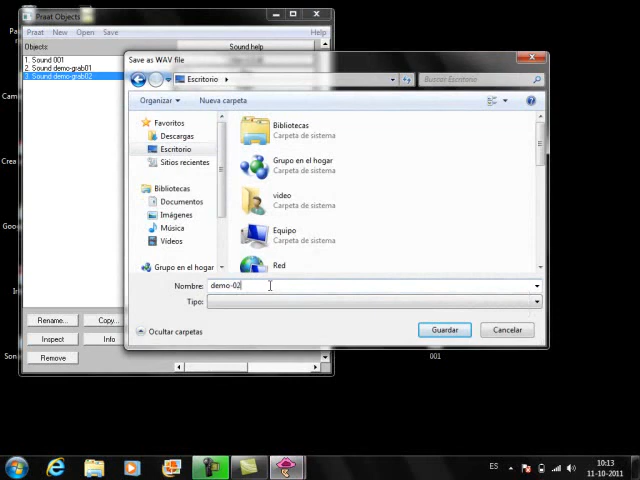 Praat Objects
Praat New Open Save Help
Objects:
Sound help
1. Sound 001
2. Sound demo-grab01
3. Sound demo-grab02
Save as WAV file
Escritorio
Buscar Escritorio
Organizar Nueva carpeta
Favoritos
Descargas
Escritorio
Sitios recientes
Bibliotecas
Documentos
Imágenes
Música
Vídeos
Grupo en el hogar
Bibliotecas
Carpeta de sistema
Grupo en el hogar
Carpeta de sistema
video
Carpeta de sistema
Equipo
Carpeta de sistema
Red
Nombre: demo-02
Tipo:
Ocultar carpetas
Guardar Cancelar
Rename... Copy...
Inspect Info
Remove
001
ES
10:13
11-10-2011